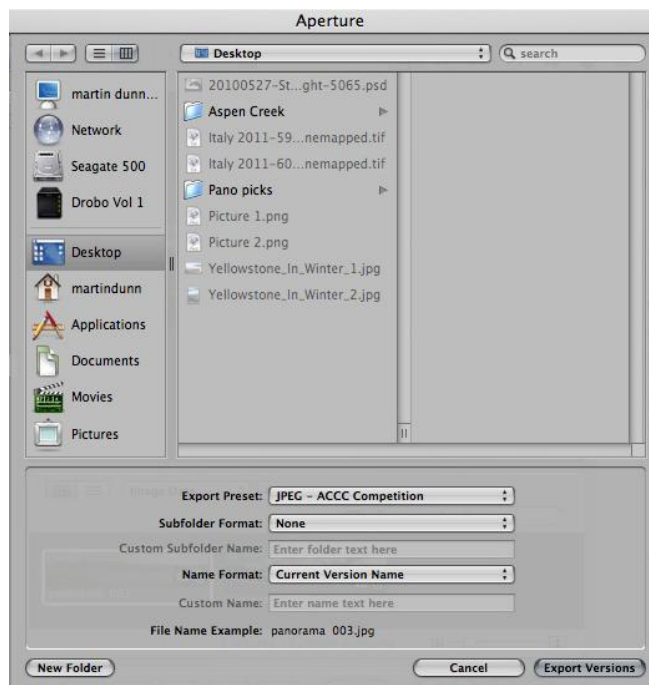 Aperture
Desktop
search
martin dunn...
Network
Seagate 500
Drobo Vol 1
Desktop
martindunn
Applications
Documents
Movies
Pictures
20100527-St...ght-5065.psd
Aspen Creek
Italy 2011-59...nemapped.tif
Italy 2011-60...nemapped.tif
Pano picks
Picture 1.png
Picture 2.png
Yellowstone_In_Winter_1.jpg
Yellowstone_In_Winter_2.jpg
Export Preset: JPEG - ACCC Competition
Subfolder Format: None
Custom Subfolder Name: Enter folder text here
Name Format: Current Version Name
Custom Name: Enter name text here
File Name Example: panorama 003.jpg
New Folder
Cancel
Export Versions